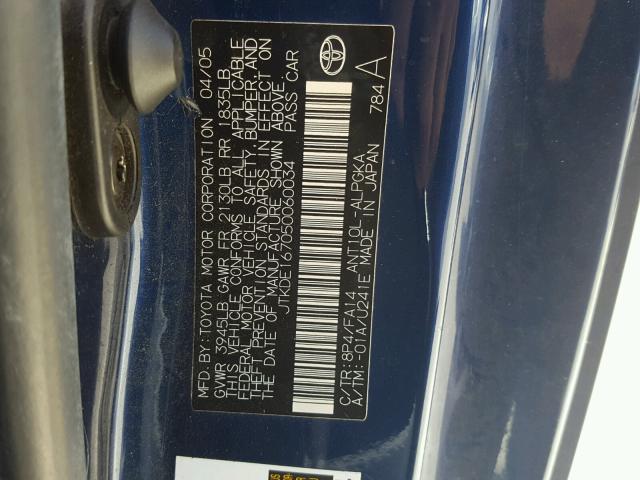 MFD. BY: TOYOTA MOTOR CORPORATION 04/05
GVWR 3945LB GAWR FR 2130LB RR 1835LB
THIS VEHICLE CONFORMS TO ALL APPLICABLE
FEDERAL MOTOR VEHICLE SAFETY, BUMPER, AND
THEFT PREVENTION STANDARDS IN EFFECT ON
THE DATE OF MANUFACTURE SHOWN ABOVE.
JTKDE167050060034 PASS CAR
C/TR: 8P4/FA14 ANT10L-ALPGKA 784 A
A/TM: -01A/U241E MADE IN JAPAN